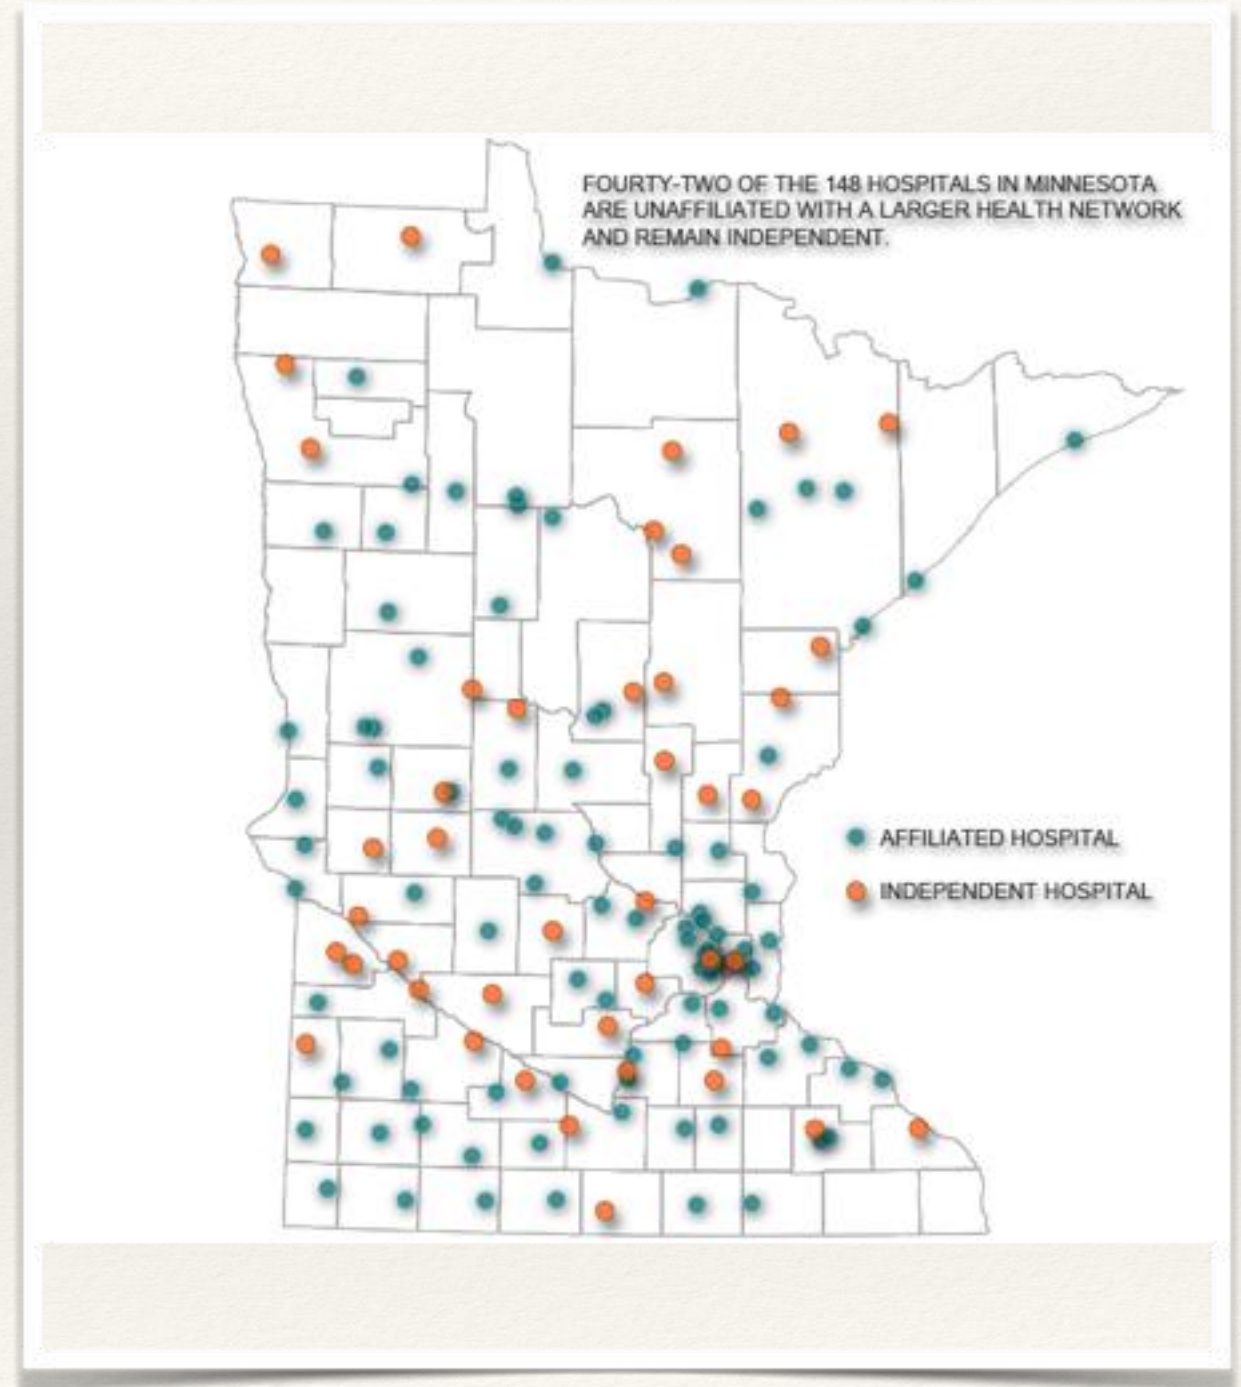 FOURTY-TWO OF THE 148 HOSPITALS IN MINNESOTA
ARE UNAFFILIATED WITH A LARGER HEALTH NETWORK
AND REMAIN INDEPENDENT.
AFFILIATED HOSPITAL
INDEPENDENT HOSPITAL